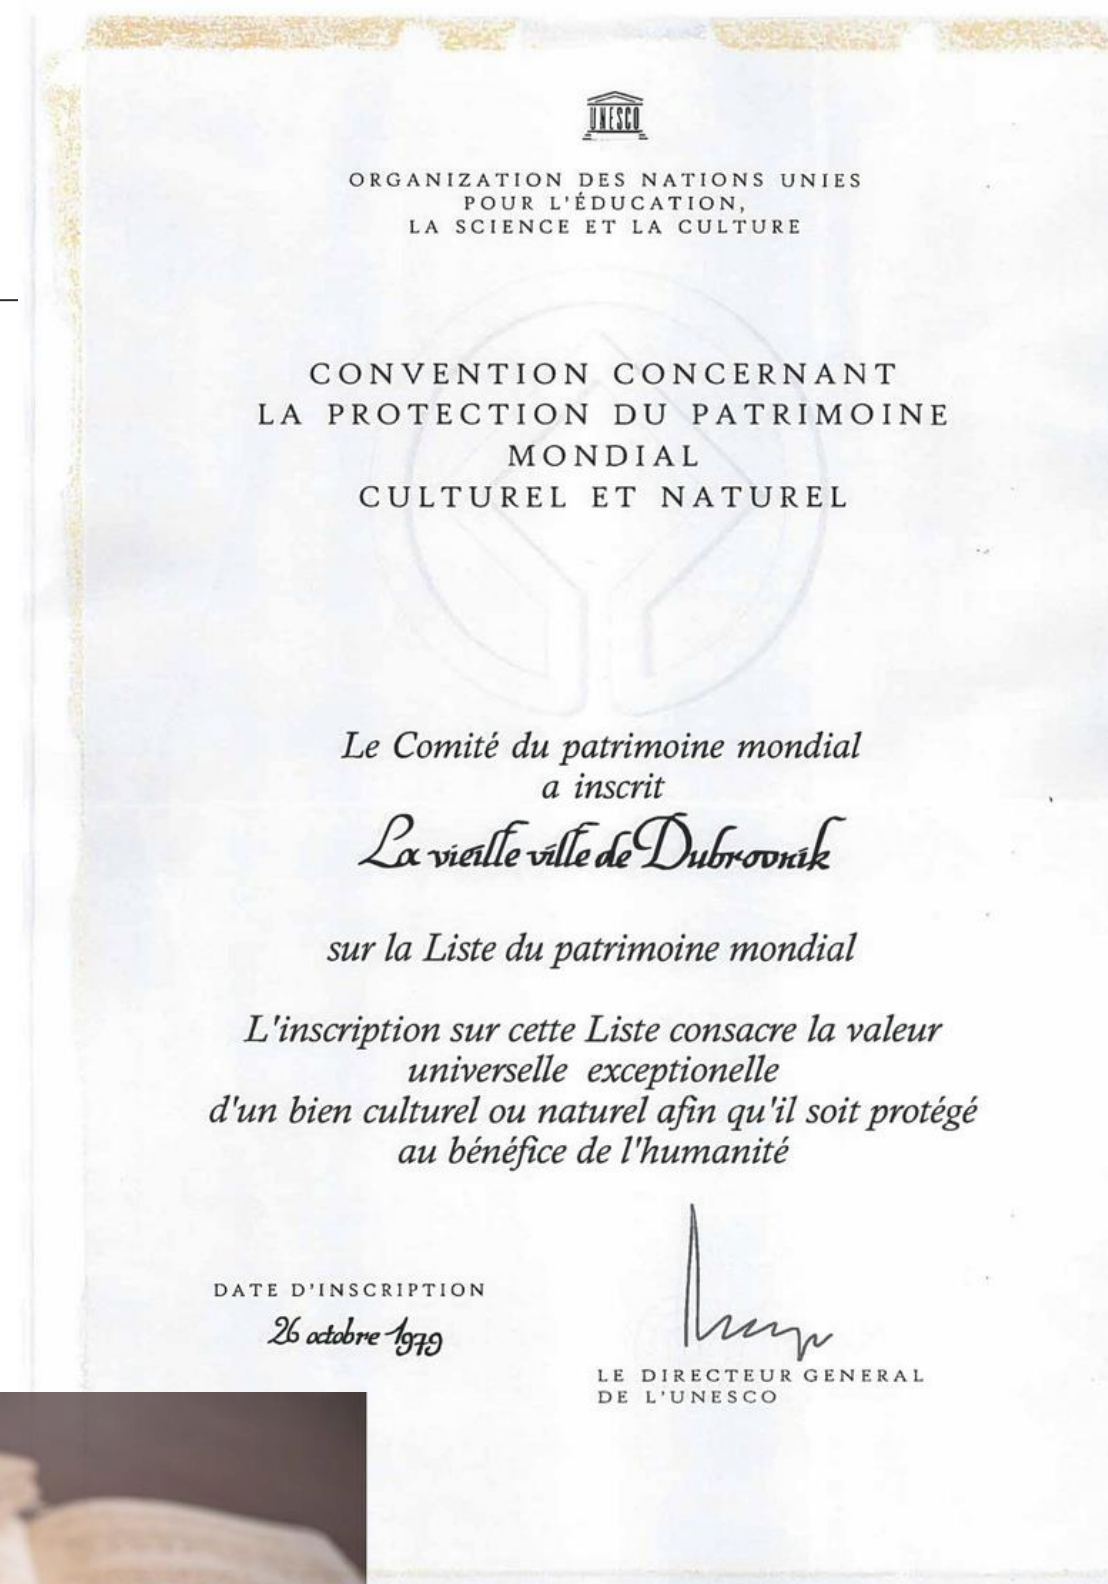 UNESCO
ORGANIZATION DES NATIONS UNIES
POUR L'ÉDUCATION,
LA SCIENCE ET LA CULTURE
CONVENTION CONCERNANT
LA PROTECTION DU PATRIMOINE
MONDIAL
CULTUREL ET NATUREL
Le Comité du patrimoine mondial
a inscrit
La vieille ville de Dubrovnik
sur la Liste du patrimoine mondial
L'inscription sur cette Liste consacre la valeur
universelle exceptionelle
d'un bien culturel ou naturel afin qu'il soit protégé
au bénéfice de l'humanité
DATE D'INSCRIPTION
26 octobre 1979
LE DIRECTEUR GENERAL
DE L'UNESCO